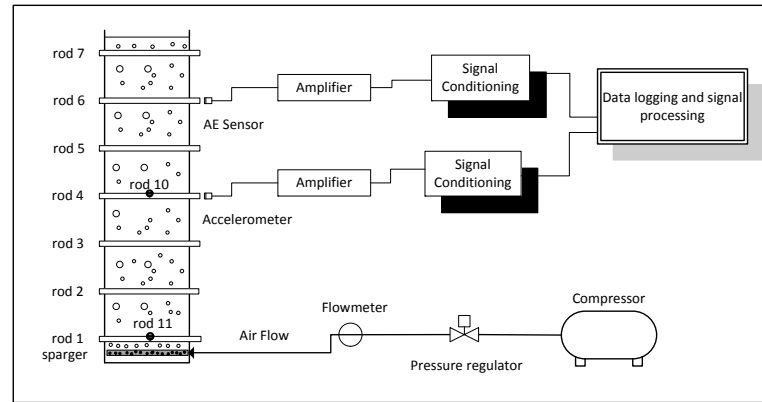 rod 7
rod 6
AE Sensor
Amplifier
Signal
Conditioning
Data logging and signal
processing
rod 5
rod 10
rod 4
Accelerometer
Amplifier
Signal
Conditioning
rod 3
rod 2
rod 11
rod 1
sparger
Air Flow
Flowmeter
Pressure regulator
Compressor